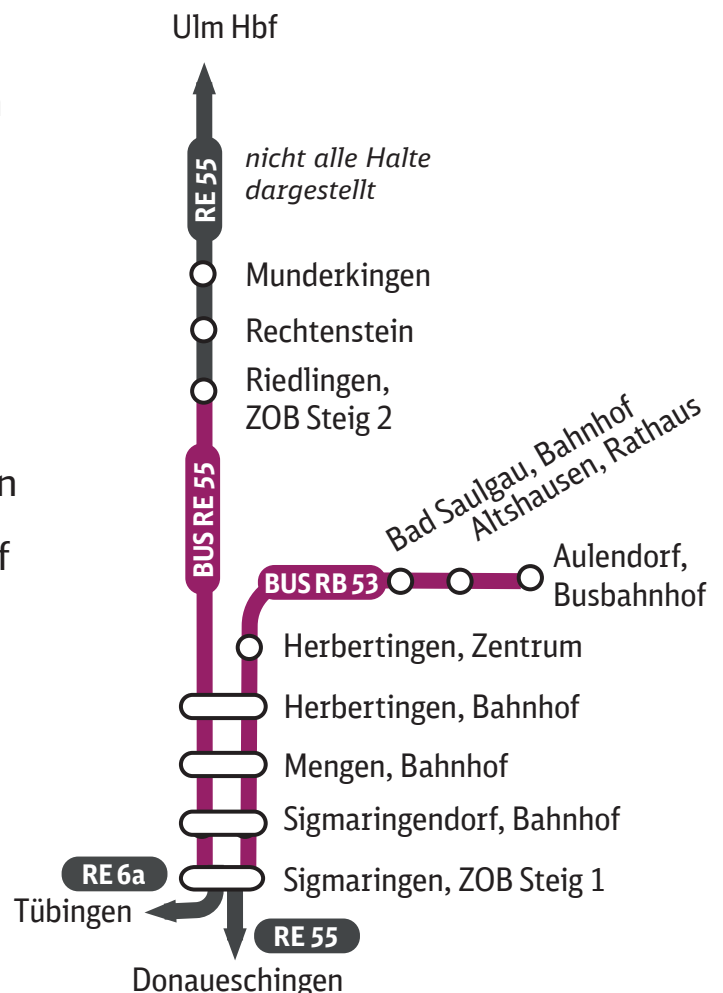 Ulm Hbf
RE 55
nicht alle Halte
dargestellt
Munderkingen
Rechtenstein
Riedlingen,
ZOB Steig 2
BUS RE 55
n
f
Bad Saulgau, Bahnhof
Altshausen, Rathaus
Aulendorf,
Busbahnhof
BUS RB 53
Herbertingen, Zentrum
Herbertingen, Bahnhof
Mengen, Bahnhof
Sigmaringendorf, Bahnhof
Sigmaringen, ZOB Steig 1
RE 6a
Tübingen
RE 55
Donaueschingen